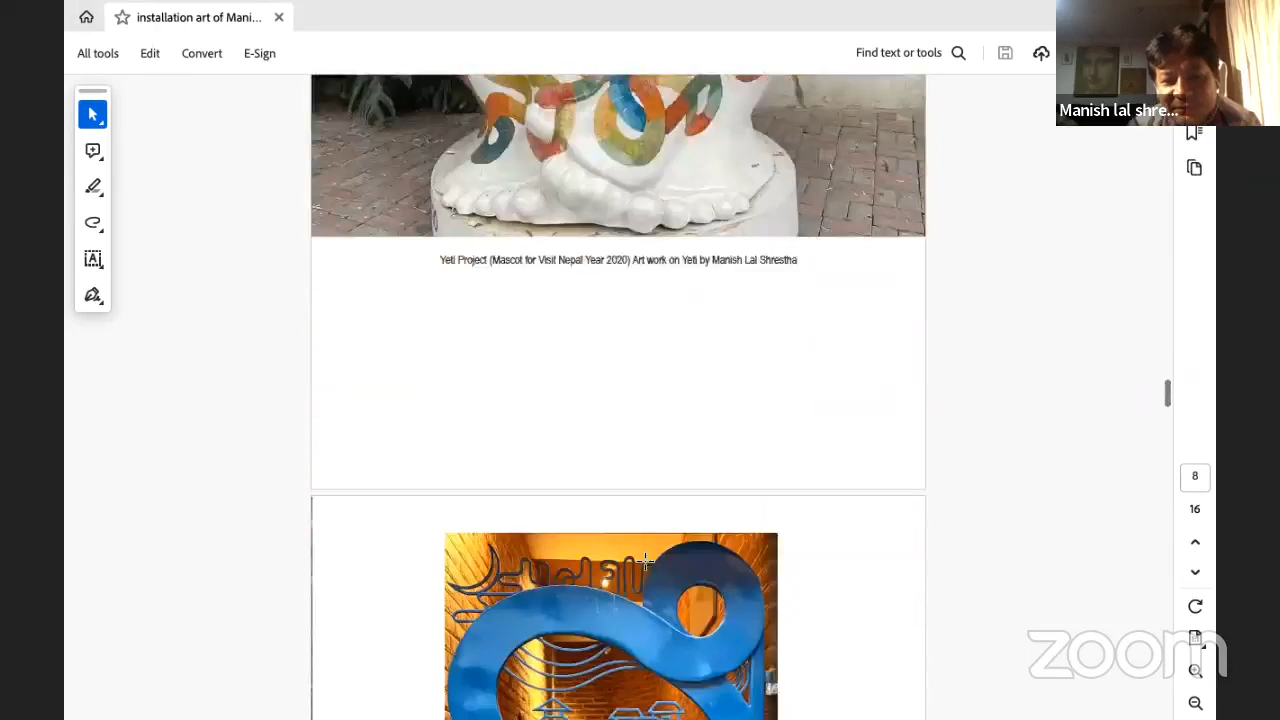 installation art of Mani...
All tools
Edit
Convert
E-Sign
Find text or tools
Manish lal shre...
Yeti Project (Mascot for Visit Nepal Year 2020) Art work on Yeti by Manish Lal Shrestha
8
16
zoom